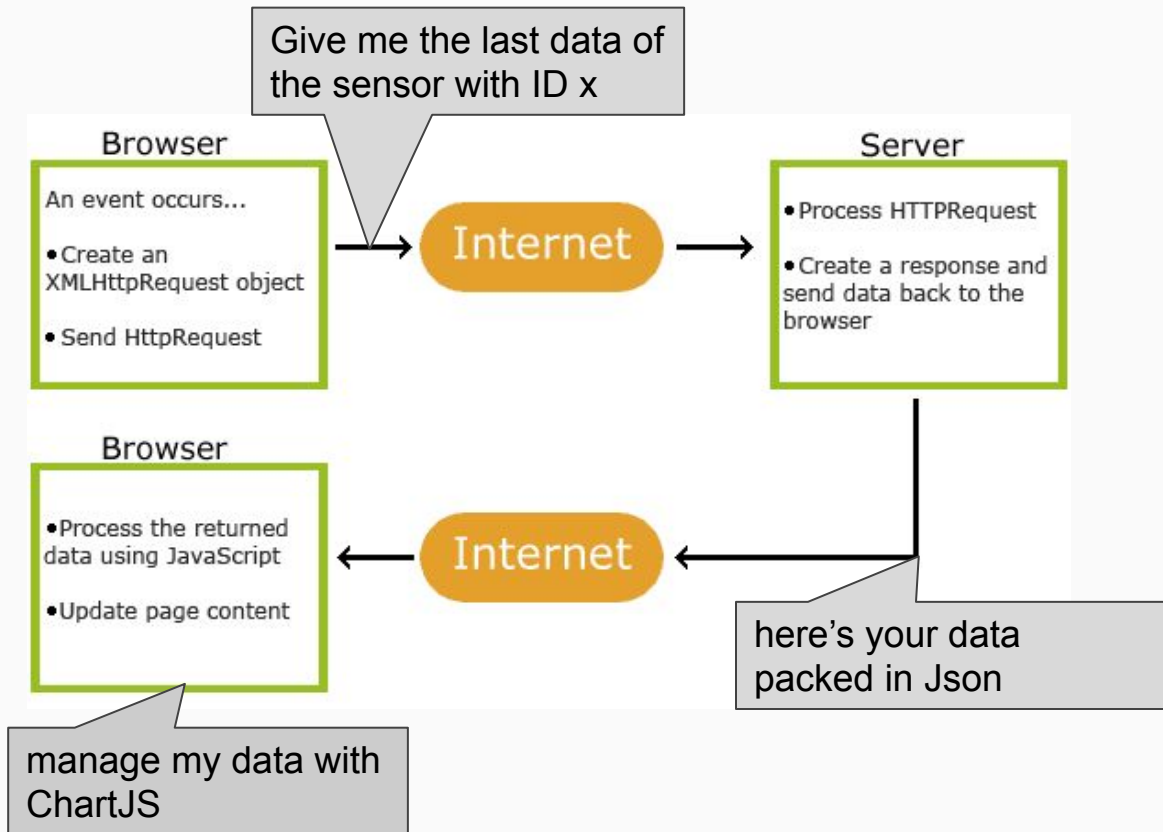 Give me the last data of
the sensor with ID x
Browser
An event occurs...
•Create an
XMLHttpRequest object
• Send HttpRequest
Internet
Server
•Process HTTPRequest
•Create a response and
send data back to the
browser
Browser
•Process the returned
data using JavaScript
•Update page content
Internet
here’s your data
packed in Json
manage my data with
ChartJS